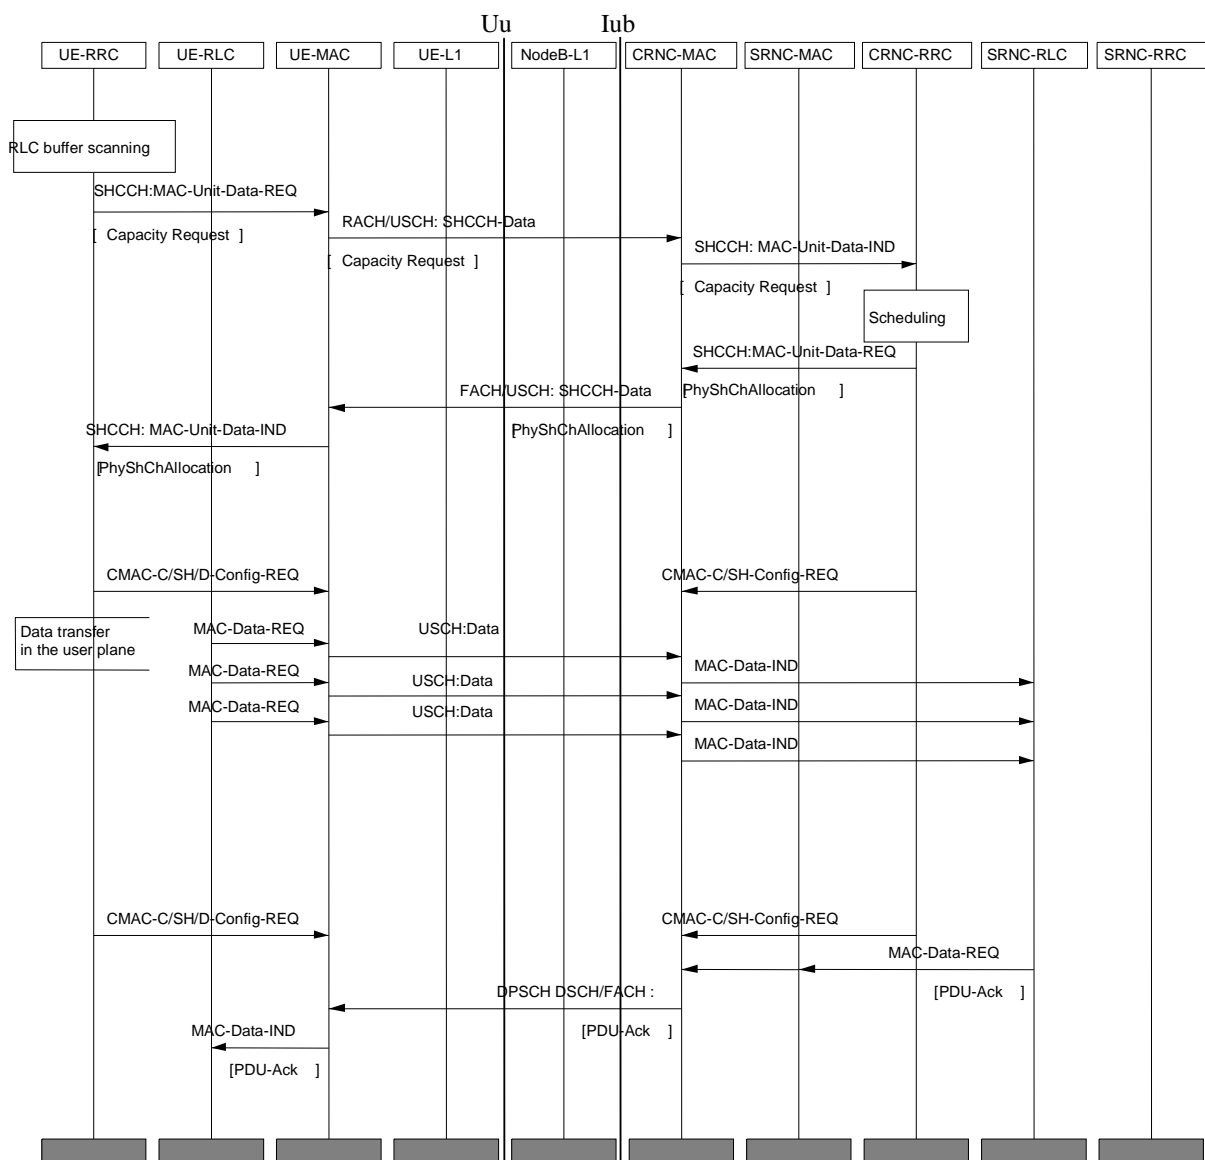 Uu Iub
UE-RRC UE-RLC UE-MAC UE-L1 NodeB-L1 CRNC-MAC SRNC-MAC CRNC-RRC SRNC-RLC SRNC-RRC
RLC buffer scanning
SHCCH:MAC-Unit-Data-REQ
[ Capacity Request ]
RACH/USCH: SHCCH-Data
[ Capacity Request ]
SHCCH: MAC-Unit-Data-IND
[ Capacity Request ]
Scheduling
SHCCH:MAC-Unit-Data-REQ
[PhyShChAllocation ]
FACH/USCH: SHCCH-Data
[PhyShChAllocation ]
SHCCH: MAC-Unit-Data-IND
[PhyShChAllocation ]
CMAC-C/SH/D-Config-REQ CMAC-C/SH-Config-REQ
Data transfer
in the user plane
MAC-Data-REQ USCH:Data
MAC-Data-IND
MAC-Data-REQ USCH:Data
MAC-Data-IND
MAC-Data-REQ USCH:Data
MAC-Data-IND
CMAC-C/SH/D-Config-REQ CMAC-C/SH-Config-REQ
MAC-Data-REQ
[PDU-Ack ]
DPSCH DSCH/FACH :
[PDU-Ack ]
MAC-Data-IND
[PDU-Ack ]